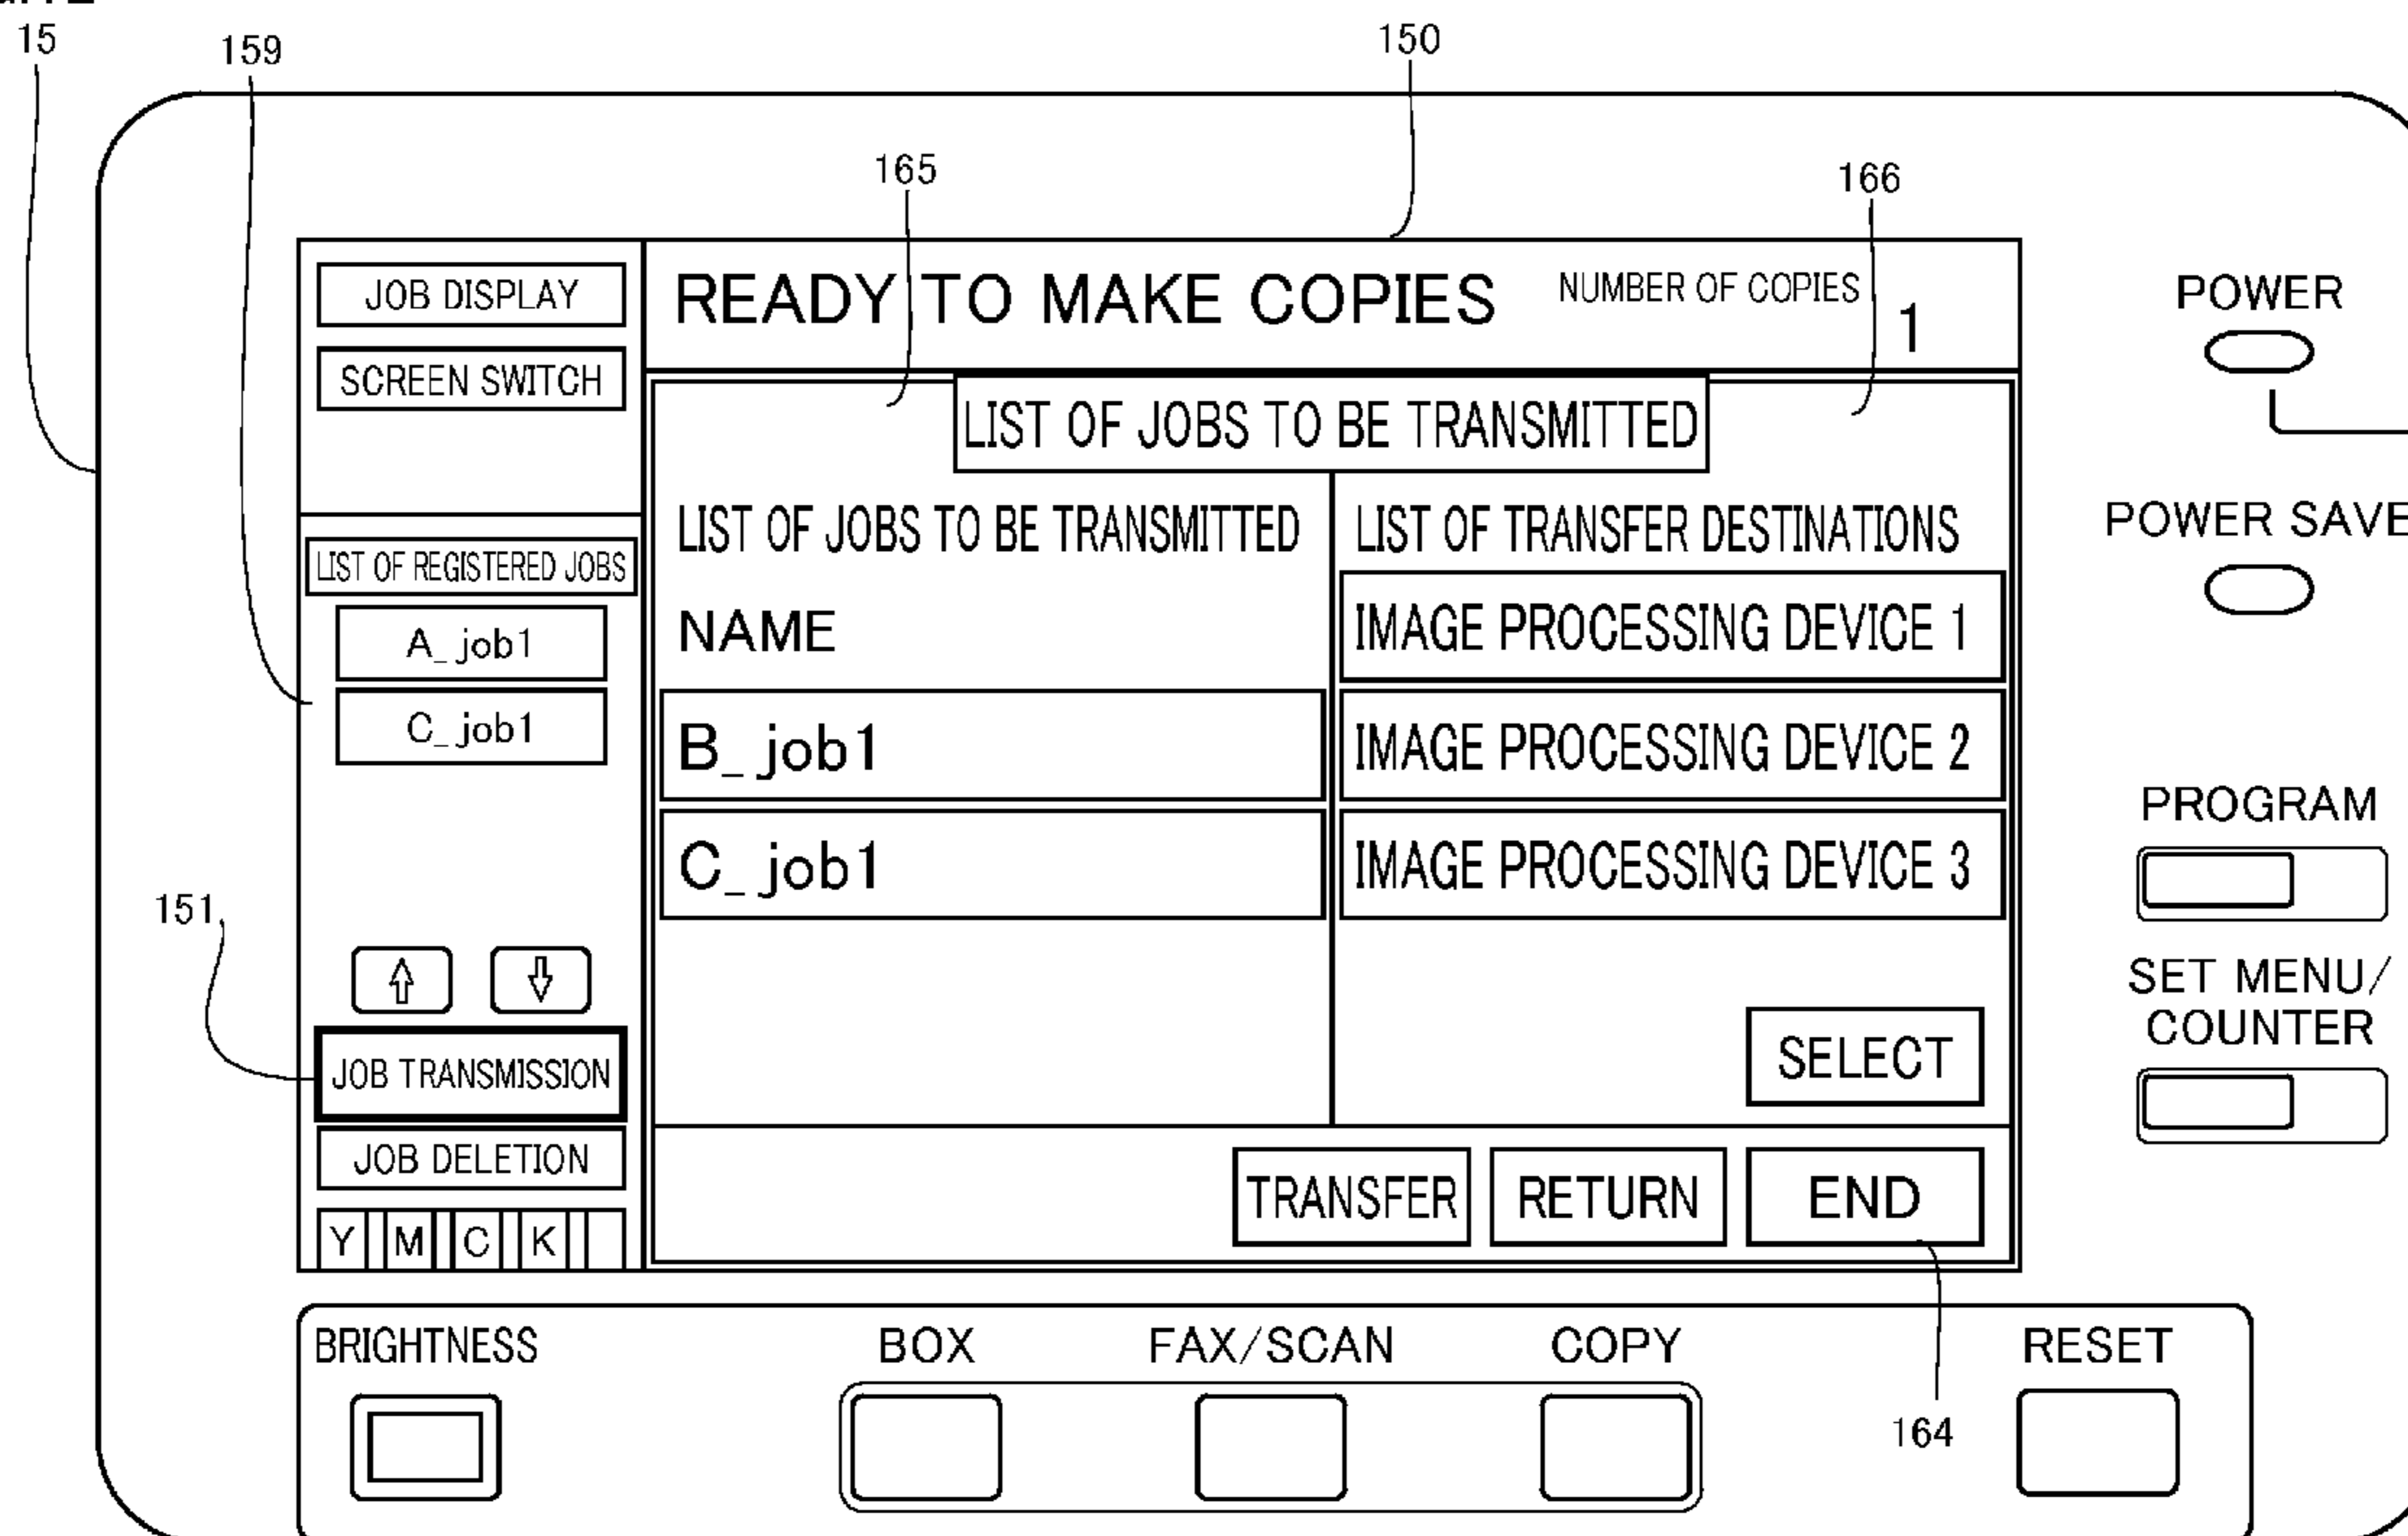 15
159
150
165
166
JOB DISPLAY
SCREEN SWITCH
READY TO MAKE COPIES
NUMBER OF COPIES
1
LIST OF JOBS TO BE TRANSMITTED
LIST OF REGISTERED JOBS
A_job1
C_job1
LIST OF JOBS TO BE TRANSMITTED
NAME
B_job1
C_job1
LIST OF TRANSFER DESTINATIONS
IMAGE PROCESSING DEVICE 1
IMAGE PROCESSING DEVICE 2
IMAGE PROCESSING DEVICE 3
SELECT
151
JOB TRANSMISSION
JOB DELETION
Y M C K
TRANSFER RETURN END
POWER
POWER SAVE
PROGRAM
SET MENU/
COUNTER
BRIGHTNESS
BOX
FAX/SCAN
COPY
RESET
164